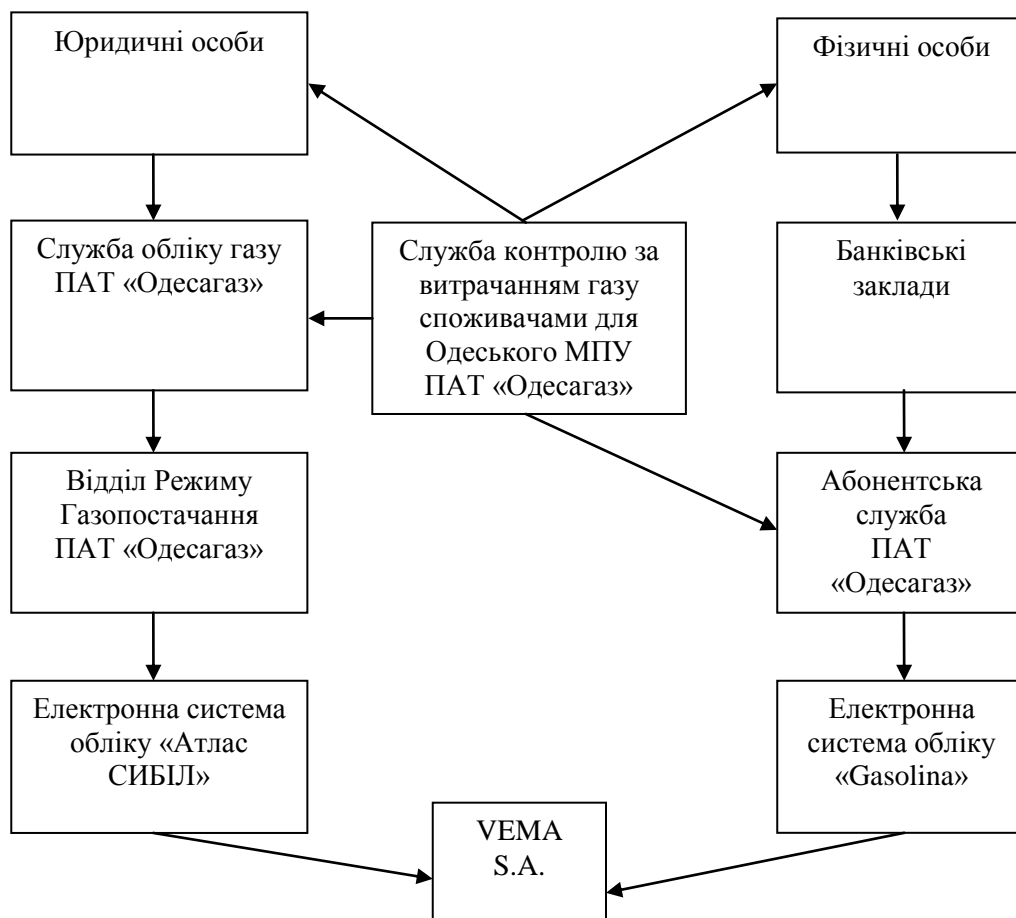 Юридичні особи
Фізичні особи
Служба обліку газу
ПАТ «Одесагаз»
Служба контролю за
витрачанням газу
споживачами для
Одеського МПУ
ПАТ «Одесагаз»
Банківські
заклади
Відділ Режиму
Газопостачання
ПАТ «Одесагаз»
Абонентська
служба
ПАТ
«Одесагаз»
Електронна система
обліку «Атлас
СИБІЛ»
Електронна
система обліку
«Gasolina»
VEMA
S.A.